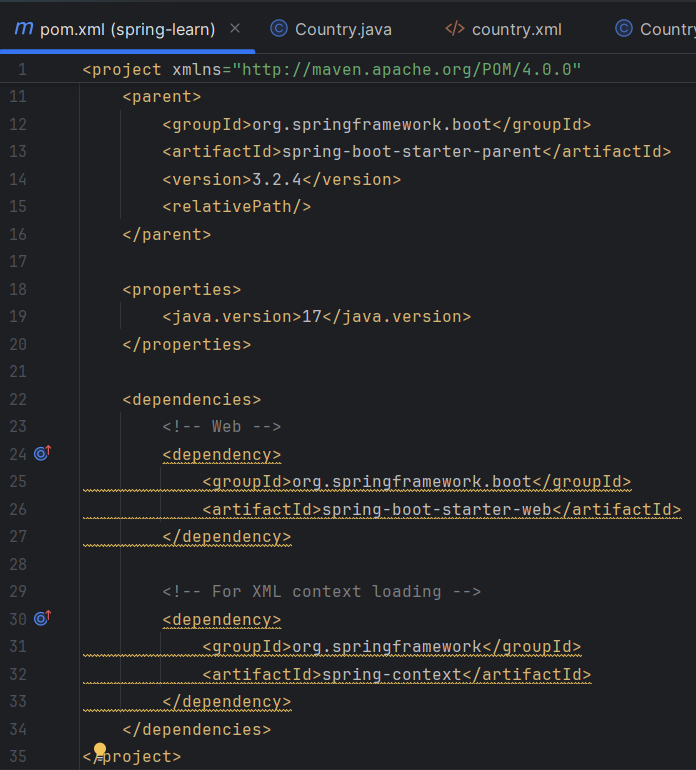 m pom.xml (spring-learn) × © Country.java </> country.xml © Countr
1 <project xmlns="http://maven.apache.org/POM/4.0.0"
11 <parent>
12 <groupId>org.springframework.boot</groupId>
13 <artifactId>spring-boot-starter-parent</artifactId>
14 <version>3.2.4</version>
15 <relativePath/>
16 </parent>
17
18 <properties>
19 <java.version>17</java.version>
20 </properties>
21
22 <dependencies>
23 <!-- Web -->
24 <dependency>
25 <groupId>org.springframework.boot</groupId>
26 <artifactId>spring-boot-starter-web</artifactId>
27 </dependency>
28
29 <!-- For XML context loading -->
30 <dependency>
31 <groupId>org.springframework</groupId>
32 <artifactId>spring-context</artifactId>
33 </dependency>
34 </dependencies>
35 </project>